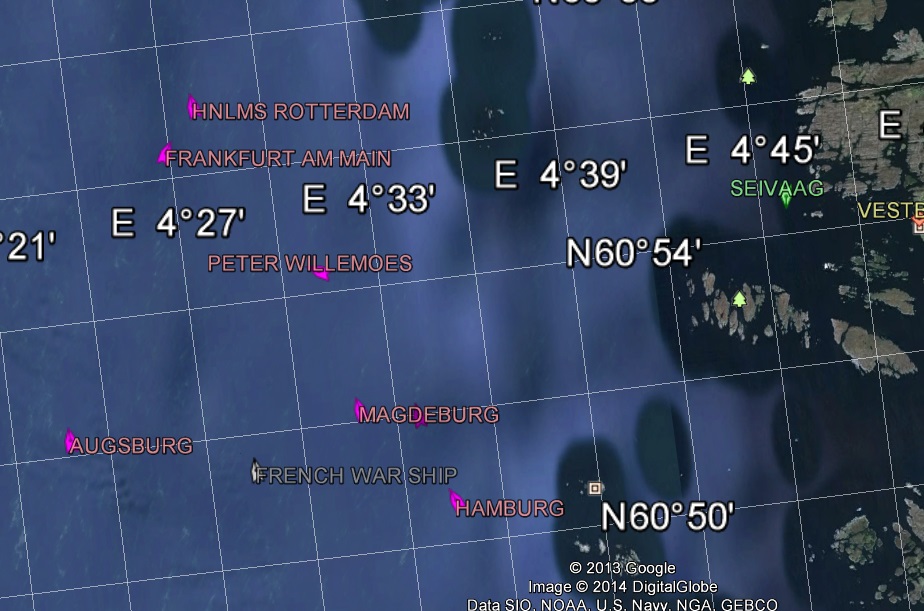 HNLMS ROTTERDAM
FRANKFURT AM MAIN
E
E 4°45'
E 4°39'
SEIVAAG
E 4°33'
E 4°27'
°21'
N60°54'
PETER WILLEMOES
MAGDEBURG
AUGSBURG
FRENCH WAR SHIP
HAMBURG
N60°50'
© 2013 Google
Image © 2014 DigitalGlobe
Data SIO, NOAA, U.S. Navy, NGA, GEBCO